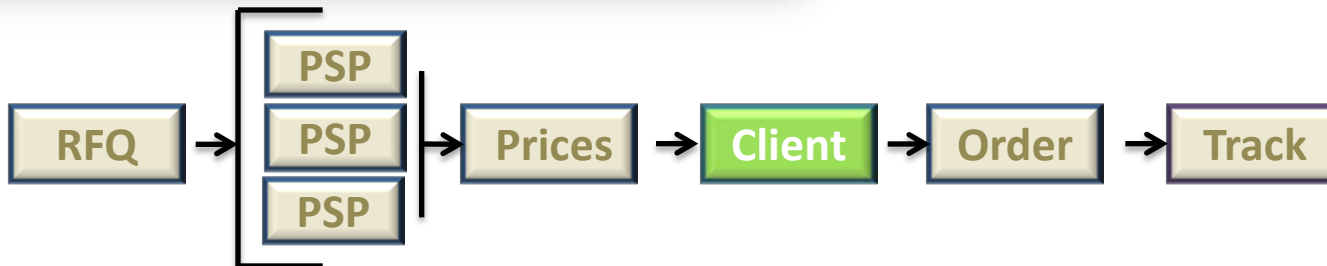 RFQ
PSP
PSP
PSP
Prices
Client
Order
Track